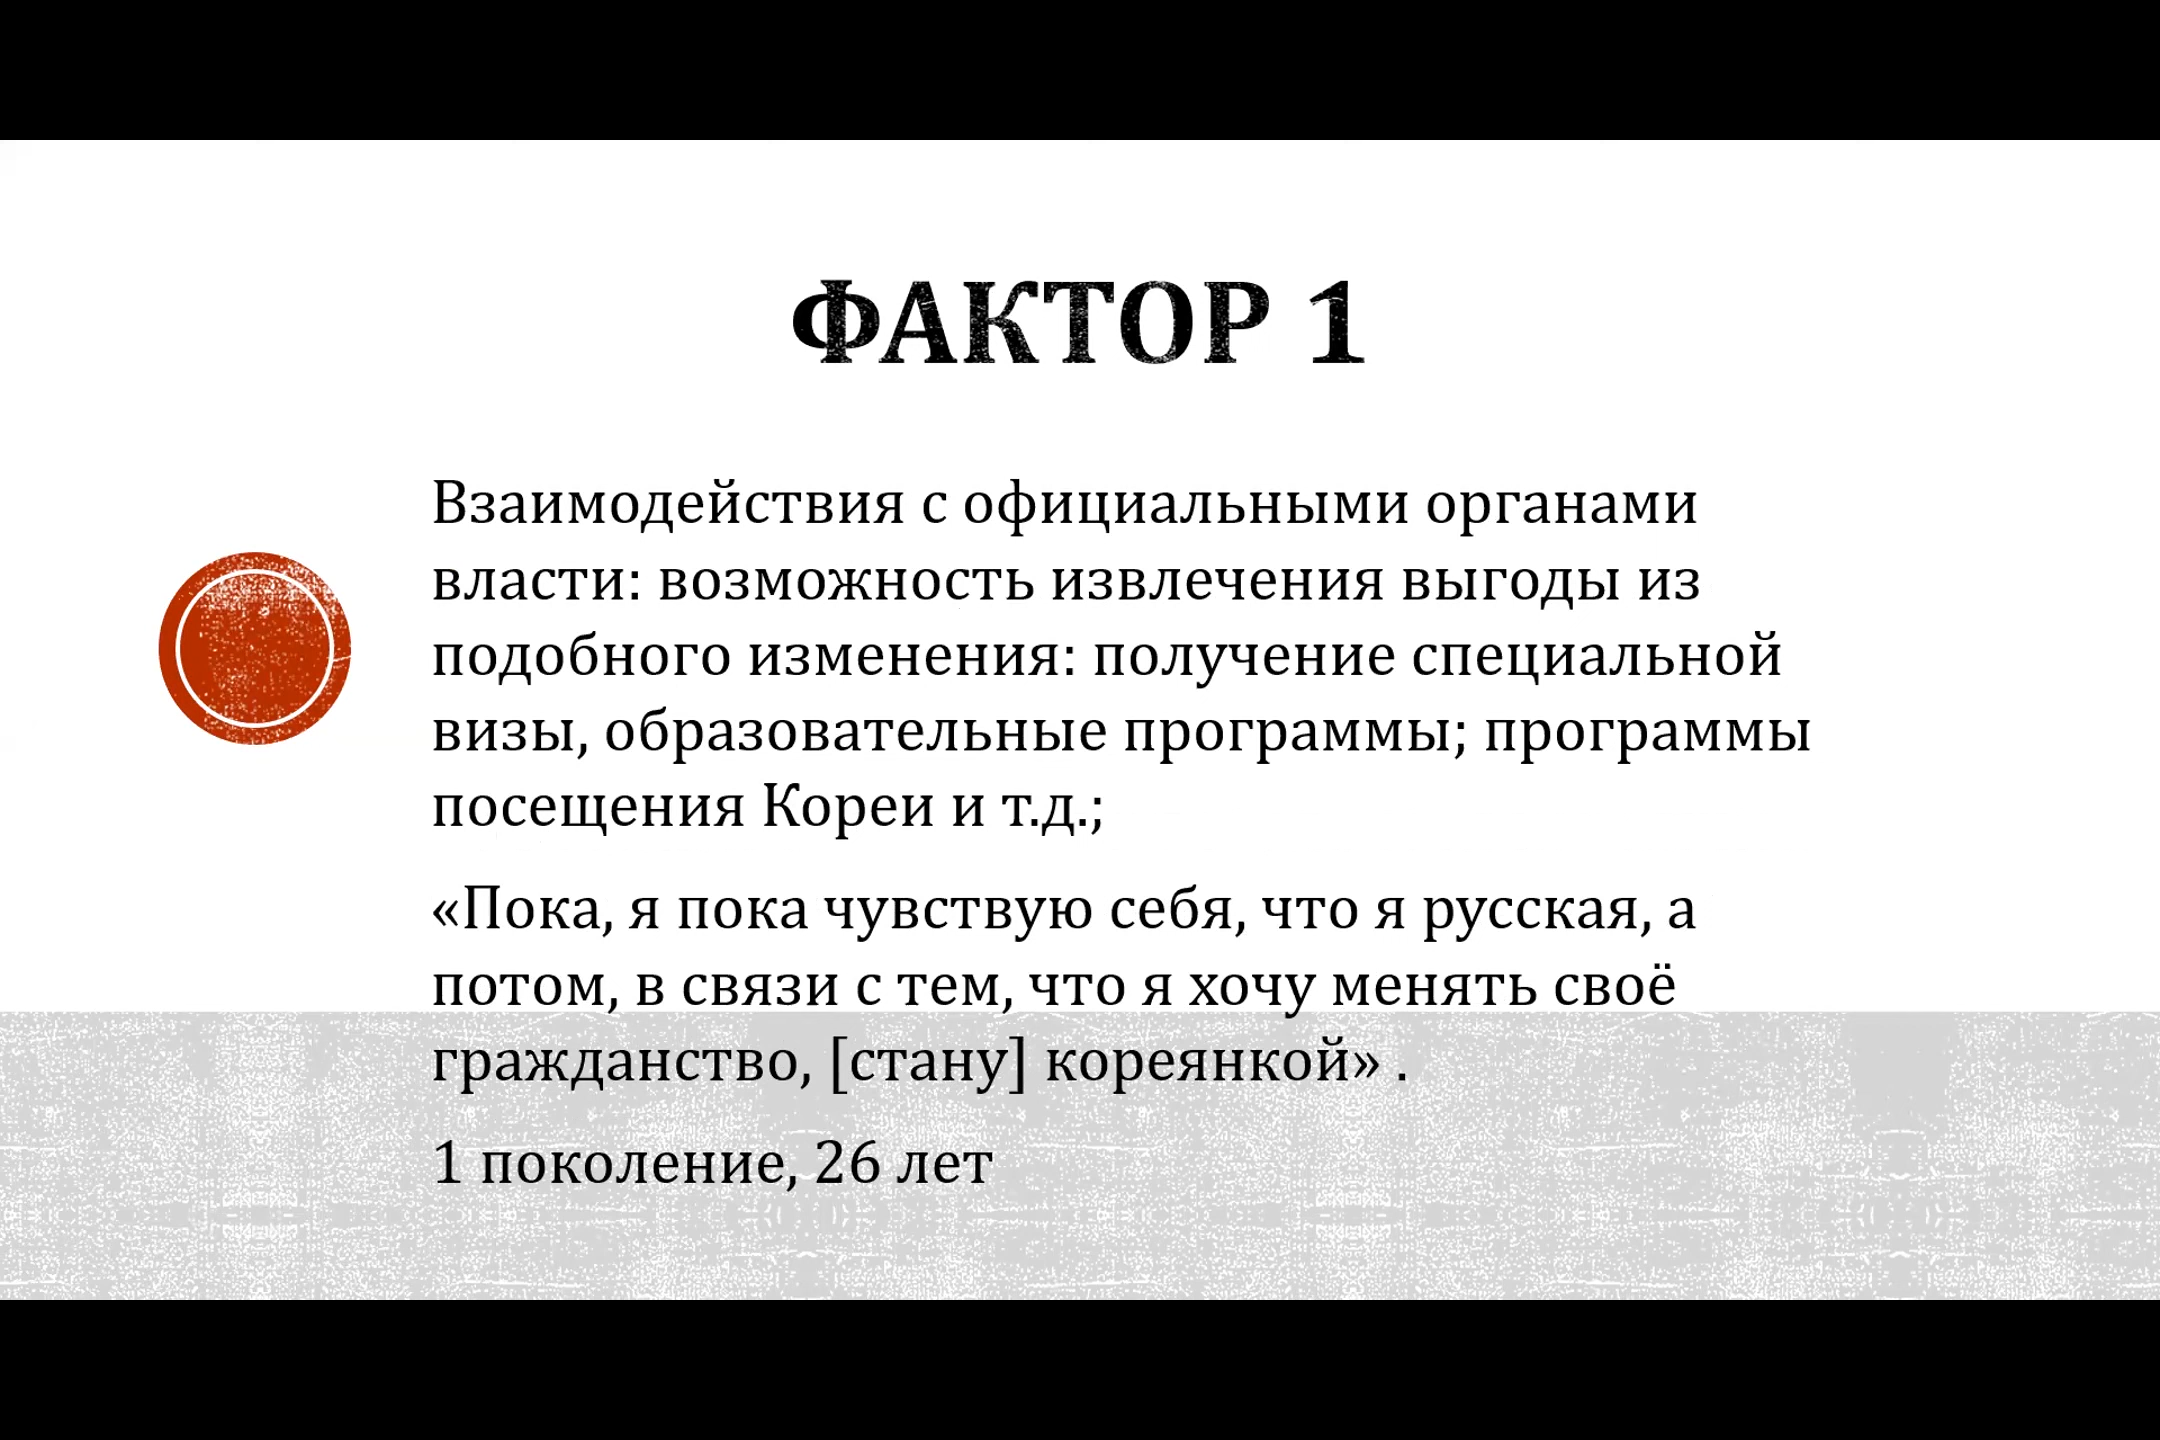 ФАКТОР 1
Взаимодействия с официальными органами
власти: возможность извлечения выгоды из
подобного изменения: получение специальной
визы, образовательные программы; программы
посещения Кореи и т.д.;
«Пока, я пока чувствую себя, что я русская, а
потом, в связи с тем, что я хочу менять своё
гражданство, [стану] кореянкой» .
1 поколение, 26 лет